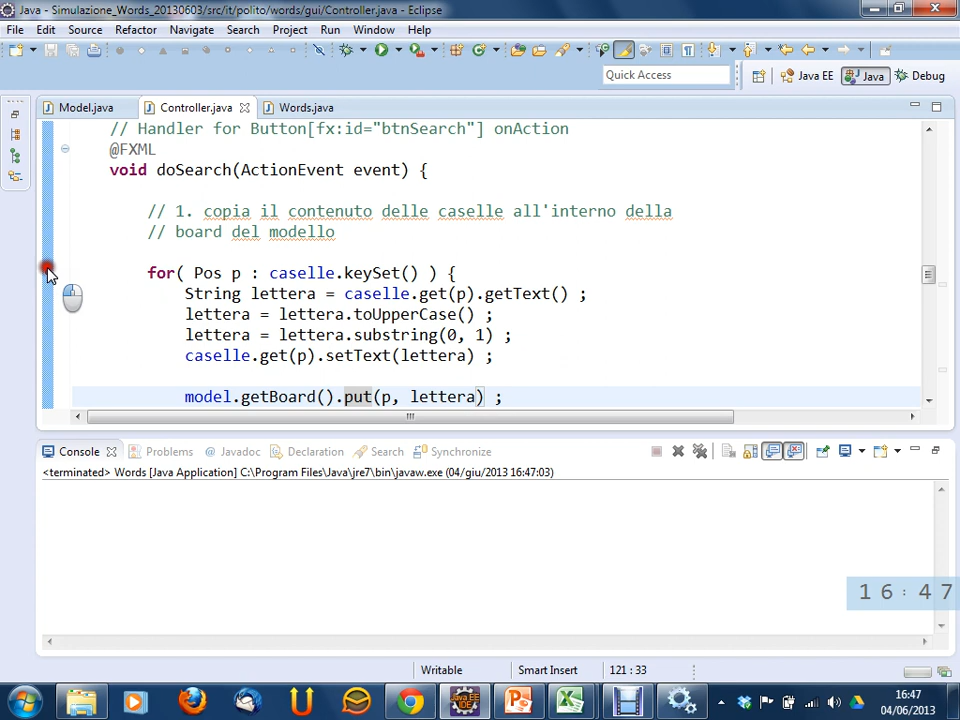 Java - Simulazione_Words_20130603/src/it/polito/words/gui/Controller.java - Eclipse
File Edit Source Refactor Navigate Search Project Run Window Help
Quick Access
Java EE Java Debug
Model.java Controller.java Words.java
// Handler for Button[fx:id="btnSearch"] onAction
@FXML
void doSearch(ActionEvent event) {
// 1. copia il contenuto delle caselle all'interno della
// board del modello
for( Pos p : caselle.keySet() ) {
String lettera = caselle.get(p).getText() ;
lettera = lettera.toUpperCase() ;
lettera = lettera.substring(0, 1) ;
caselle.get(p).setText(lettera) ;
model.getBoard().put(p, lettera) ;
Console Problems Javadoc Declaration Search Synchronize
<terminated> Words [Java Application] C:\Program Files\Java\jre7\bin\javaw.exe (04/giu/2013 16:47:03)
16:47
Writable Smart Insert 121 : 33
16:47
04/06/2013